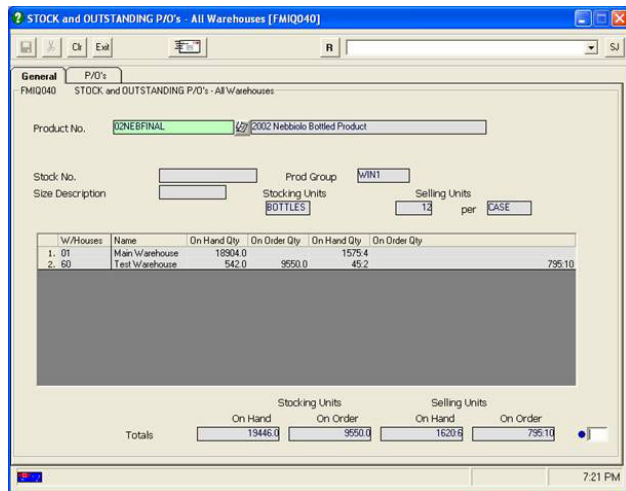 ? STOCK and OUTSTANDING P/O's - All Warehouses [FMIQ040]
Clr Exit R SJ
General P/O's
FMIQ040 STOCK and OUTSTANDING P/O's - All Warehouses
Product No. 02NEBFINAL 2002 Nebbiolo Bottled Product
Stock No. Prod Group WIN1
Size Description Stocking Units Selling Units
BOTTLES 12 per CASE
W/Houses Name On Hand Qty On Order Qty On Hand Qty On Order Qty
1. 01 Main Warehouse 18904.0 1575:4
2. 60 Test Warehouse 542.0 9550.0 45:2 795:10
Stocking Units Selling Units
On Hand On Order On Hand On Order
Totals 19446.0 9550.0 1620:6 795:10
7:21 PM